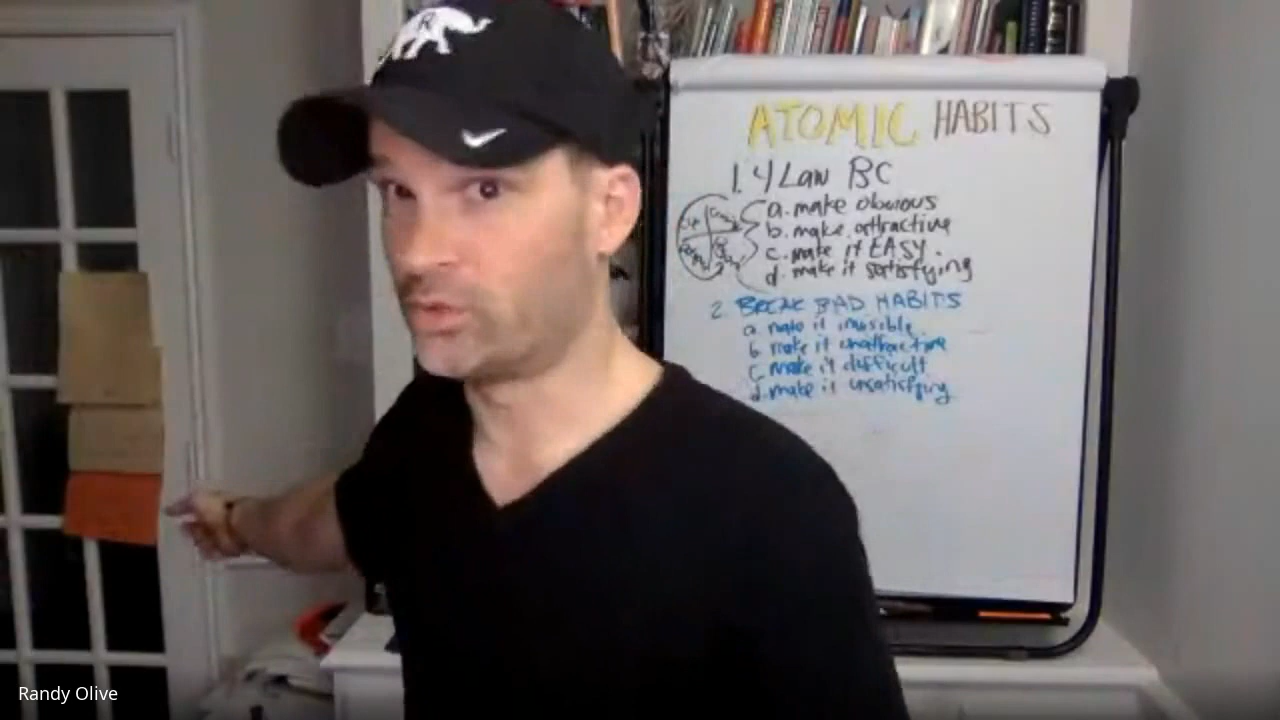 R
ATOMIC HABITS
1. 4 Law BC
a. make obvious
b. make attractive
c. make it EASY.
d. make it satisfying
2. BREAK BAD HABITS
a. make it invisible
b make it unattractive
c. make it difficult
d. make it unsatisfying
Randy Olive